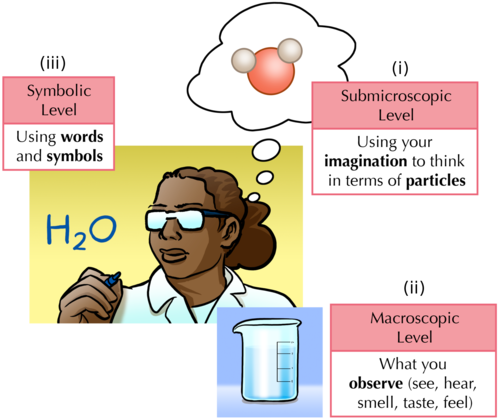 (iii)
Symbolic
Level
Using words
and symbols
(i)
Submicroscopic
Level
Using your
imagination to think
in terms of particles
H₂O
(ii)
Macroscopic
Level
What you
observe (see, hear,
smell, taste, feel)